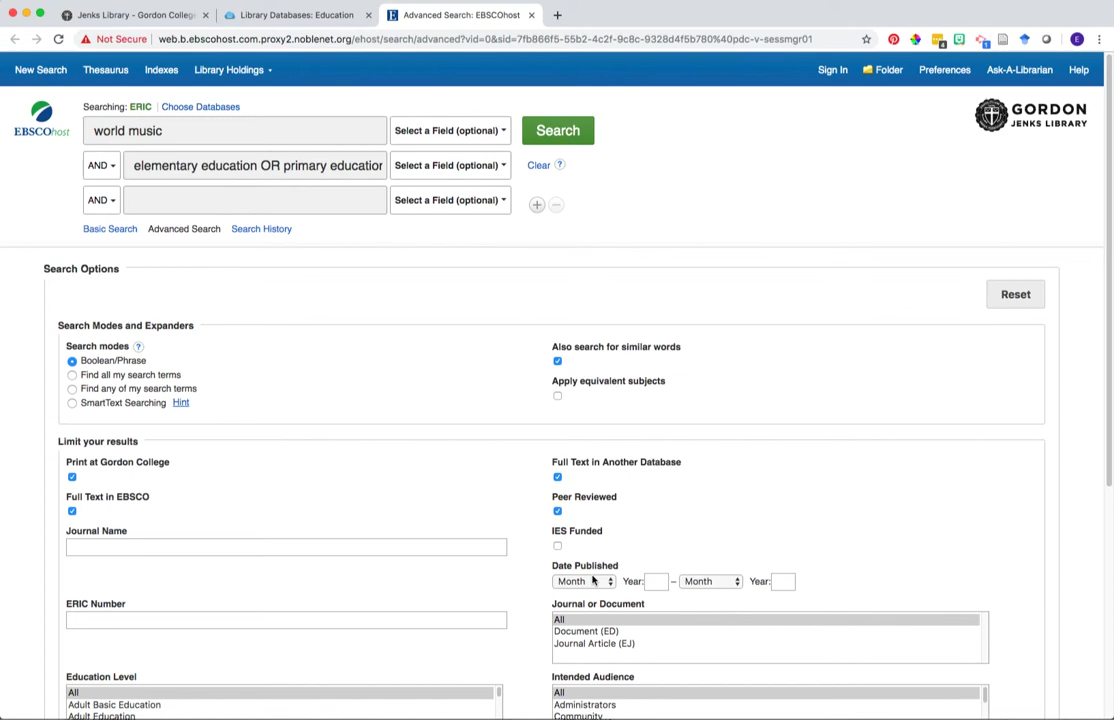 Jenks Library - Gordon Colleg
Library Databases: Education
Advanced Search: EBSCOhost
Not Secure web.b.ebscohost.com.proxy2.noblenet.org/ehost/search/advanced?vid=0&sid=7fb866f5-55b2-4c2f-9c8c-9328d4f5b780%40pdc-v-sessmgr01
New Search Thesaurus Indexes Library Holdings Sign In Folder Preferences Ask-A-Librarian Help
Searching: ERIC Choose Databases
EBSCOhost
world music Select a Field (optional) Search
AND elementary education OR primary education Select a Field (optional) Clear ?
AND Select a Field (optional)
GORDON
JENKS LIBRARY
Basic Search Advanced Search Search History
Search Options
Reset
Search Modes and Expanders
Search modes ?
Boolean/Phrase
Find all my search terms
Find any of my search terms
SmartText Searching Hint
Also search for similar words
Apply equivalent subjects
Limit your results
Print at Gordon College
Full Text in Another Database
Full Text in EBSCO
Peer Reviewed
Journal Name
IES Funded
Date Published
Month Year: – Month Year:
ERIC Number
Journal or Document
All
Document (ED)
Journal Article (EJ)
Education Level
All
Adult Basic Education
Adult Education
Intended Audience
All
Administrators
Community